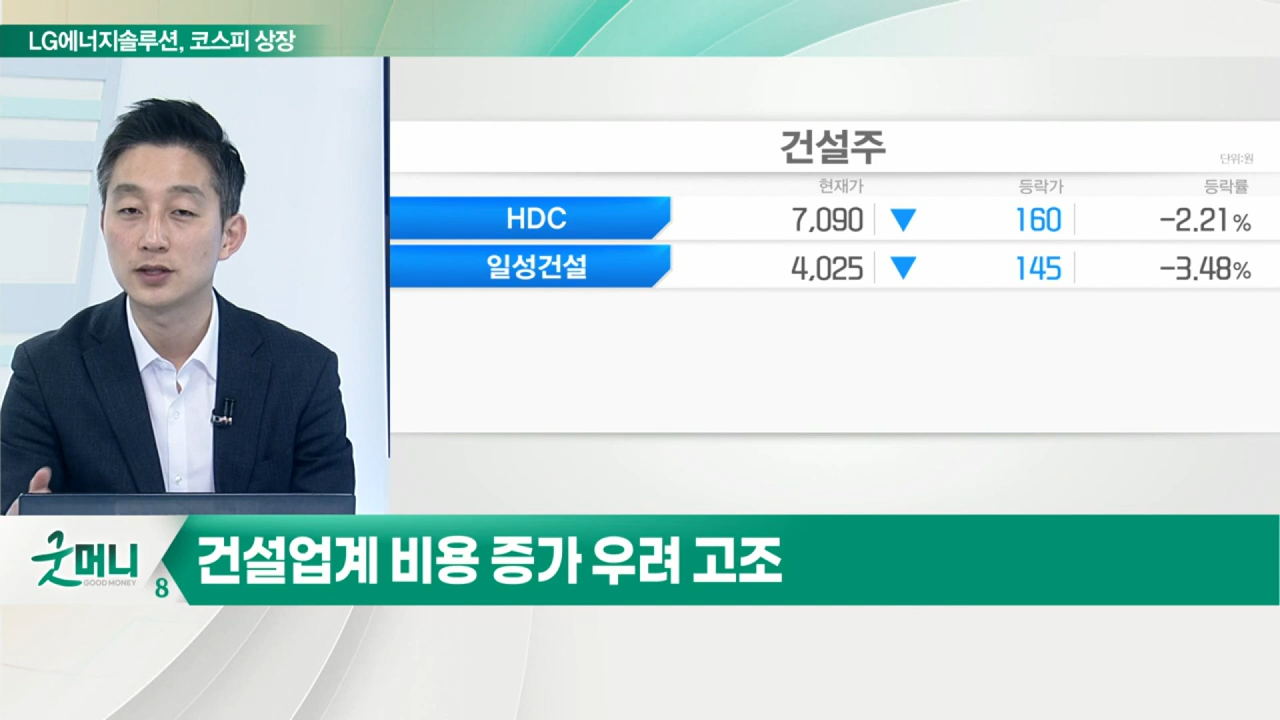 LG에너지솔루션, 코스피 상장
건설주
단위:원
현재가 등락가 등락률
HDC 7,090 ▼ 160 -2.21%
일성건설 4,025 ▼ 145 -3.48%
굿머니
GOOD MONEY
8
건설업계 비용 증가 우려 고조